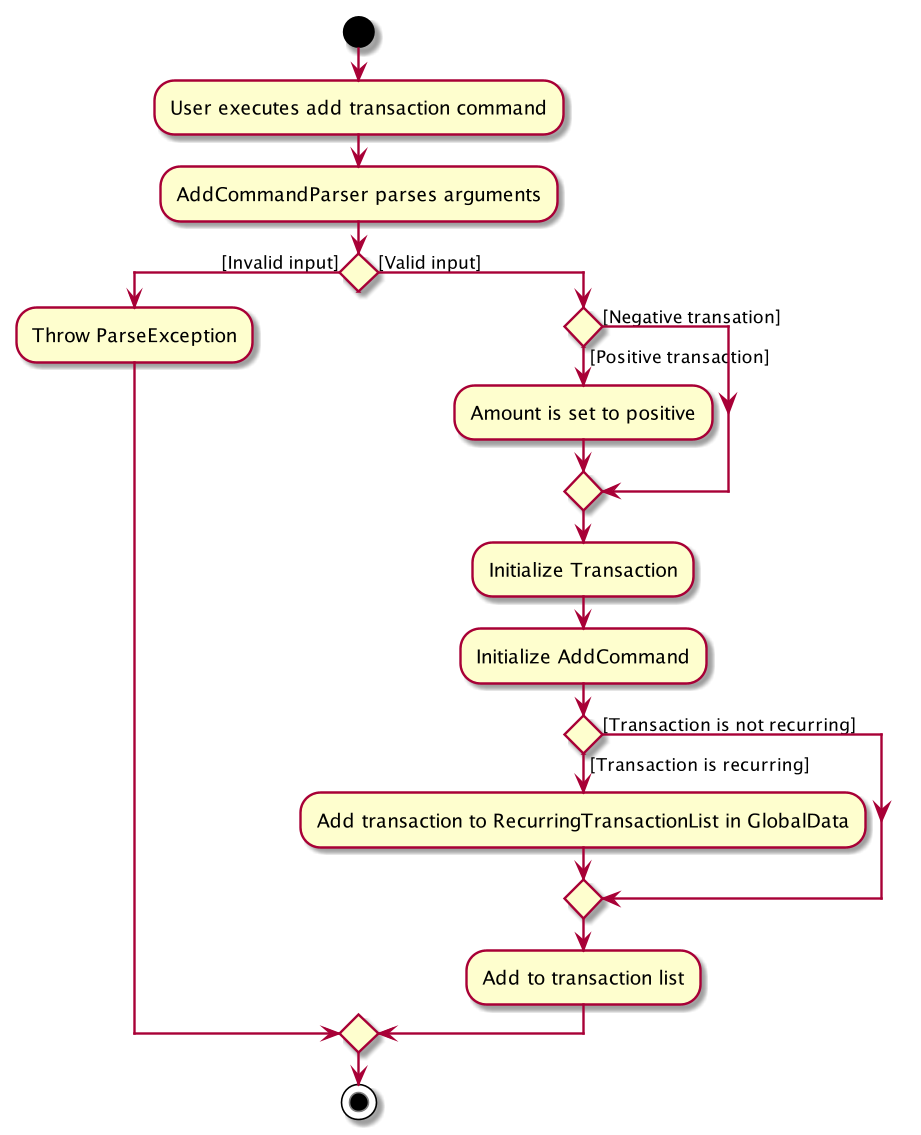 User executes add transaction command
AddCommandParser parses arguments
[Invalid input]
[Valid input]
Throw ParseException
[Negative transation]
[Positive transaction]
Amount is set to positive
Initialize Transaction
Initialize AddCommand
[Transaction is not recurring]
[Transaction is recurring]
Add transaction to RecurringTransactionList in GlobalData
Add to transaction list